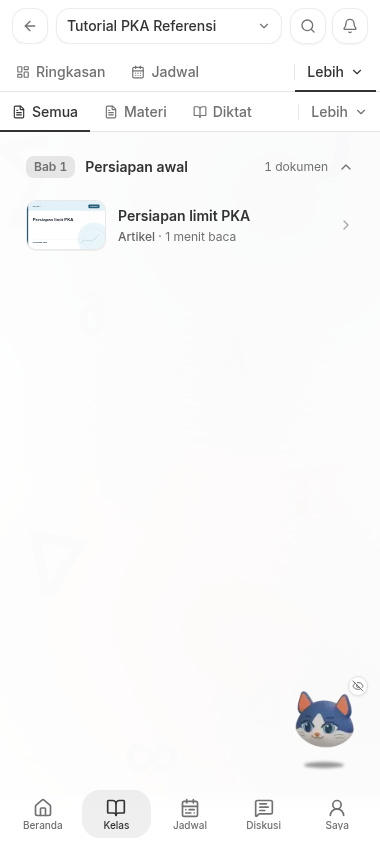 Tutorial PKA Referensi
Ringkasan
Jadwal
Lebih
Semua
Materi
Diktat
Lebih
Bab 1
Persiapan awal
1 dokumen
Persiapan limit PKA
Persiapan limit PKA
Artikel · 1 menit baca
Beranda
Kelas
Jadwal
Diskusi
Saya